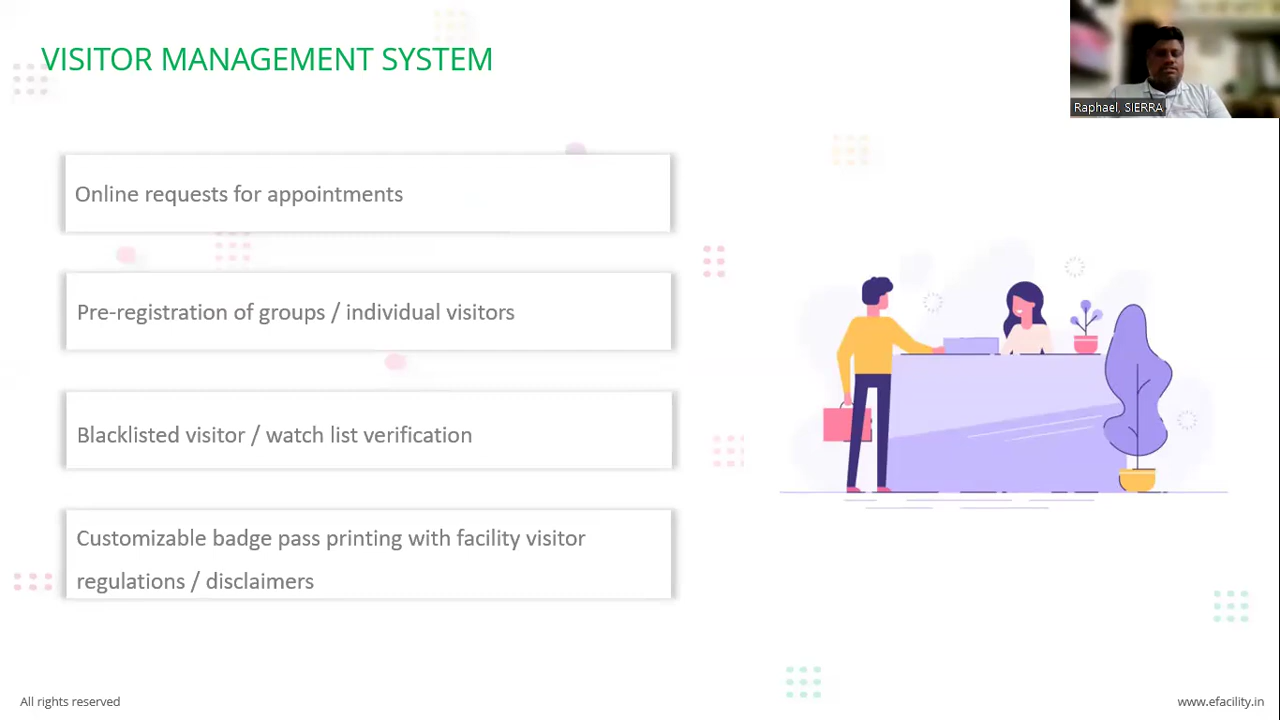 VISITOR MANAGEMENT SYSTEM
Raphael, SIERRA
Online requests for appointments
Pre-registration of groups / individual visitors
Blacklisted visitor / watch list verification
Customizable badge pass printing with facility visitor
regulations / disclaimers
All rights reserved
www.efacility.in